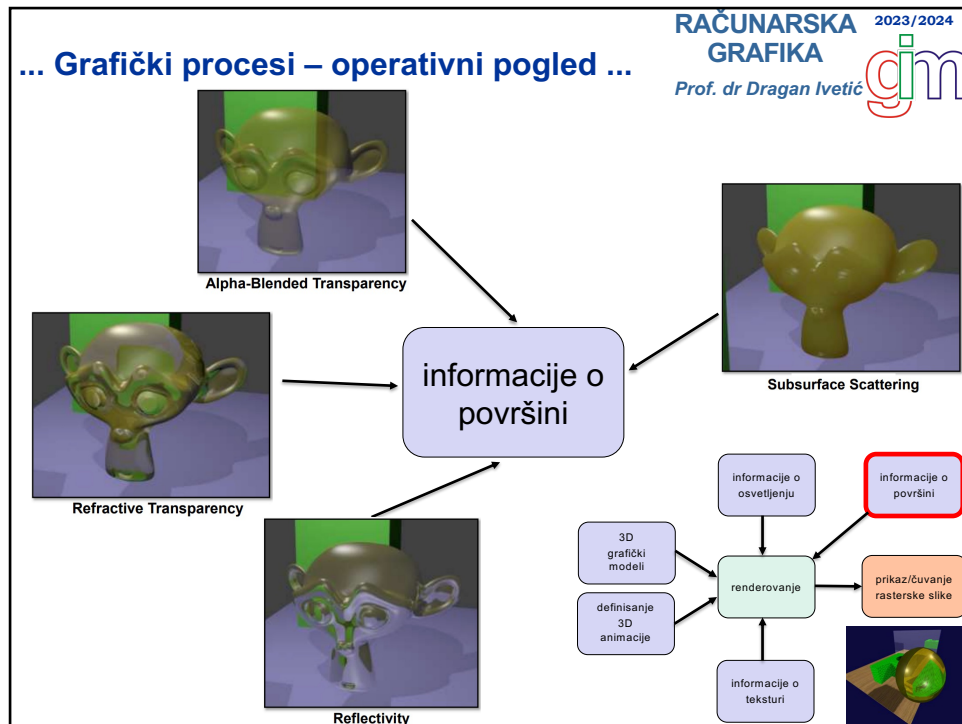 ... Grafički procesi – operativni pogled ...
RAČUNARSKA
GRAFIKA
Prof. dr Dragan Ivetić
2023/2024
gim
Alpha-Blended Transparency
Refractive Transparency
Reflectivity
Subsurface Scattering
informacije o
površini
informacije o
osvetljenju
informacije o
površini
3D
grafički
modeli
renderovanje
prikaz/čuvanje
rasterske slike
definisanje
3D
animacije
informacije o
teksturi